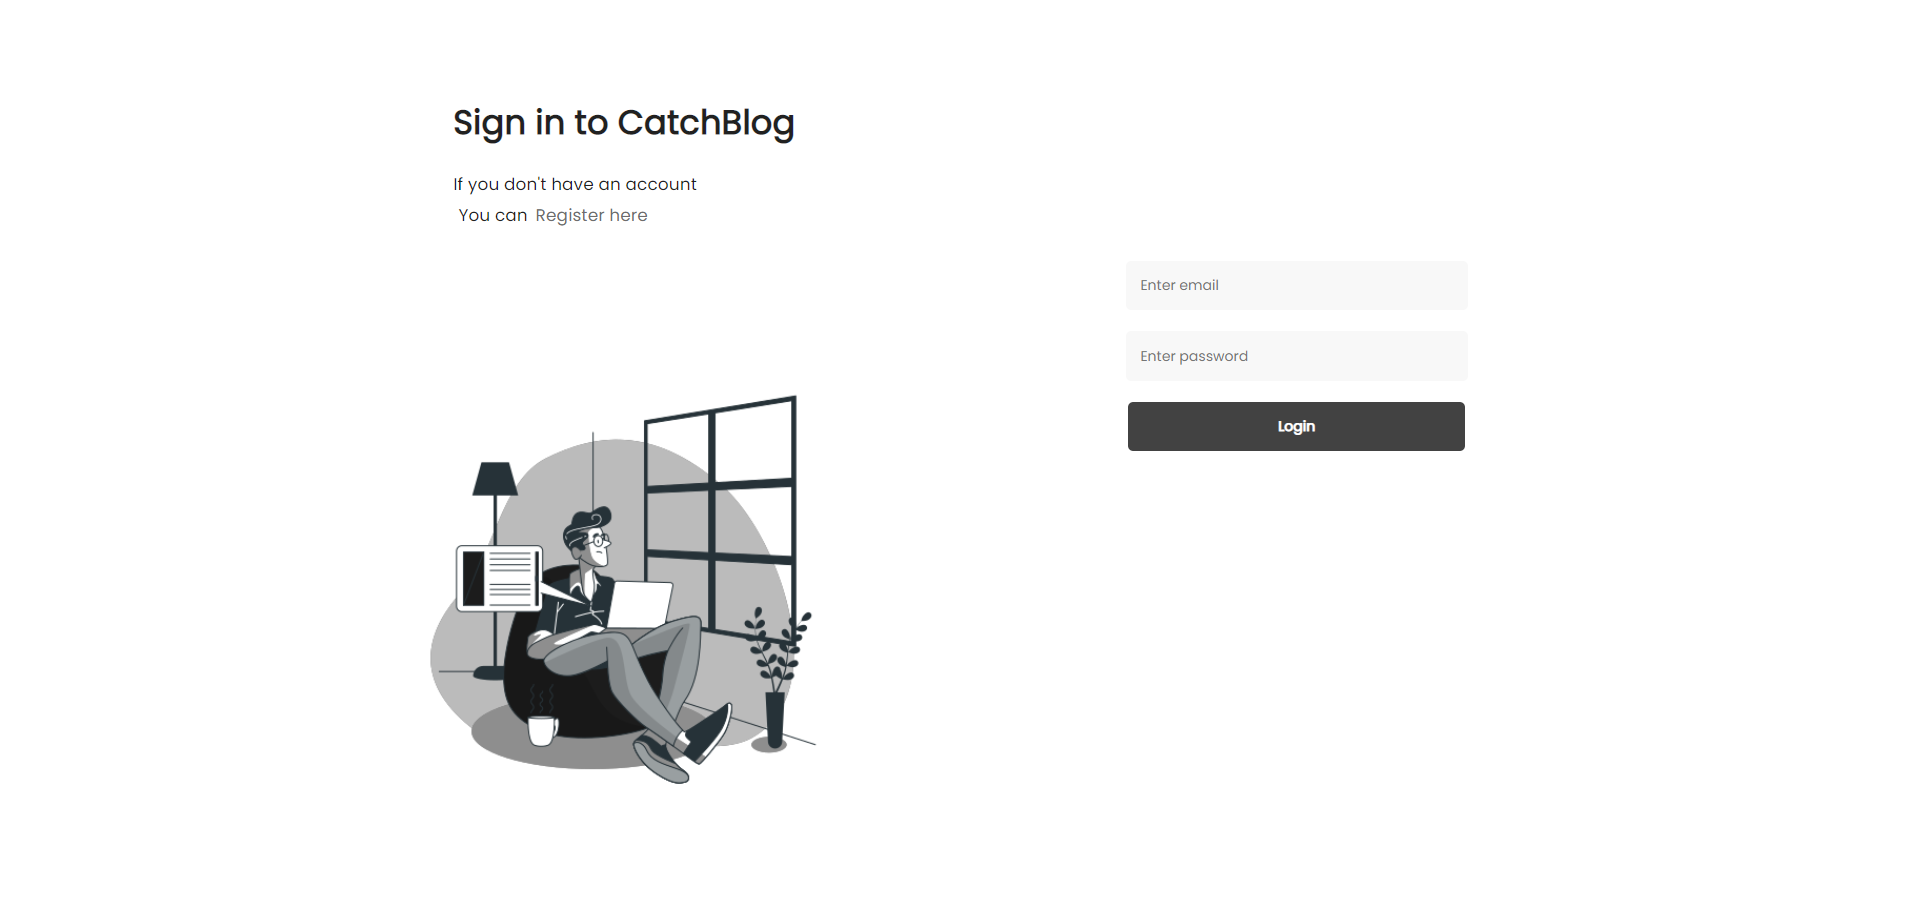 Sign in to CatchBlog
If you don't have an account
You can Register here
Enter email
Enter password
Login